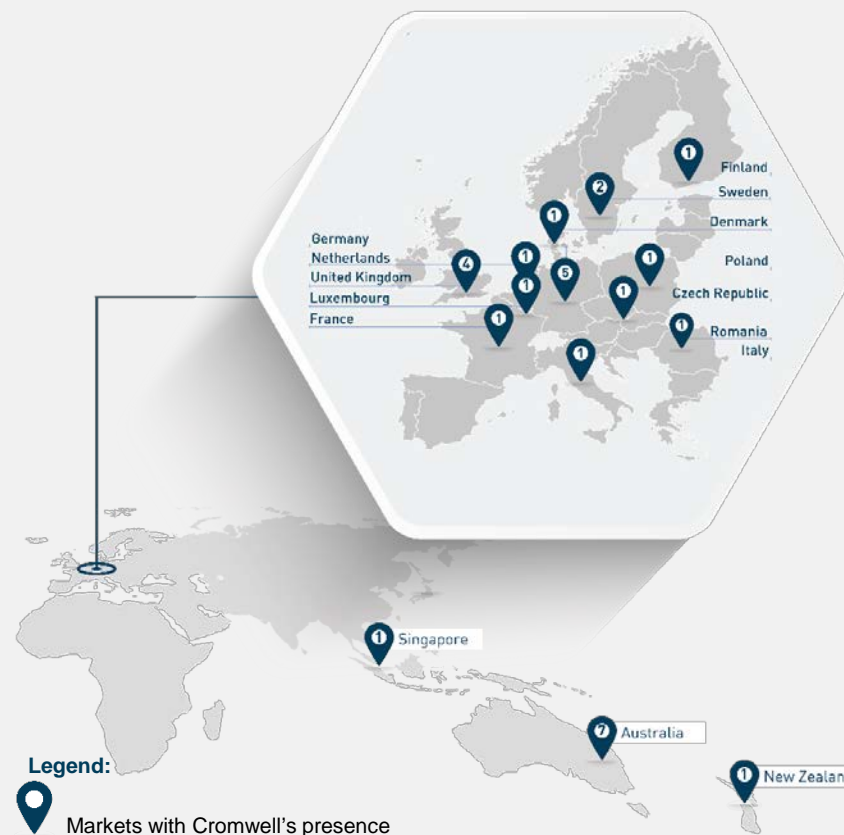 1
Finland
2
Sweden
1
Denmark
Germany
Netherlands
1
1
Poland
4
5
United Kingdom
1
1
Czech Republic
Luxembourg
France
1
1
Romania
1
Italy
1 Singapore
7 Australia
1 New Zealan
Legend:
Markets with Cromwell's presence